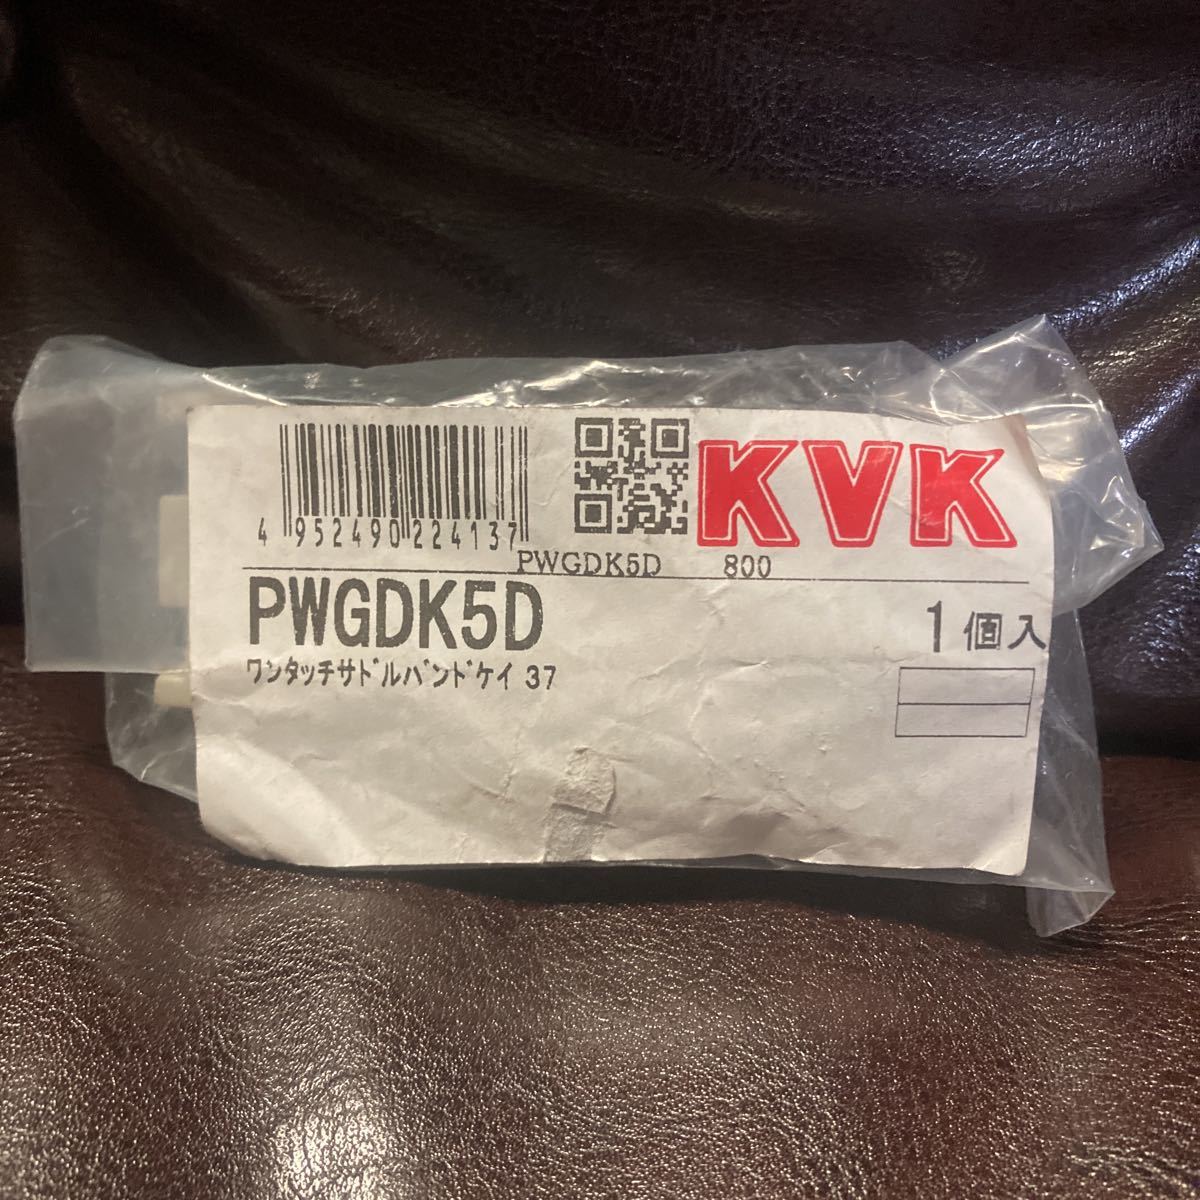 KVK
4 952490 224137
PWGDK5D 800
PWGDK5D
1個入
ワンタッチサドルバンドケイ 37